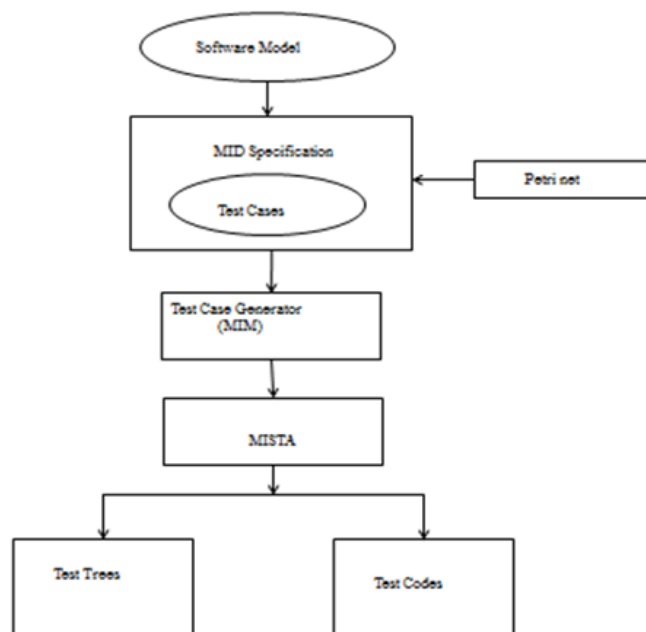 Software Model
MID Specification
Petri net
Test Cases
Test Case Generator
(MIM)
MISTA
Test Trees
Test Codes